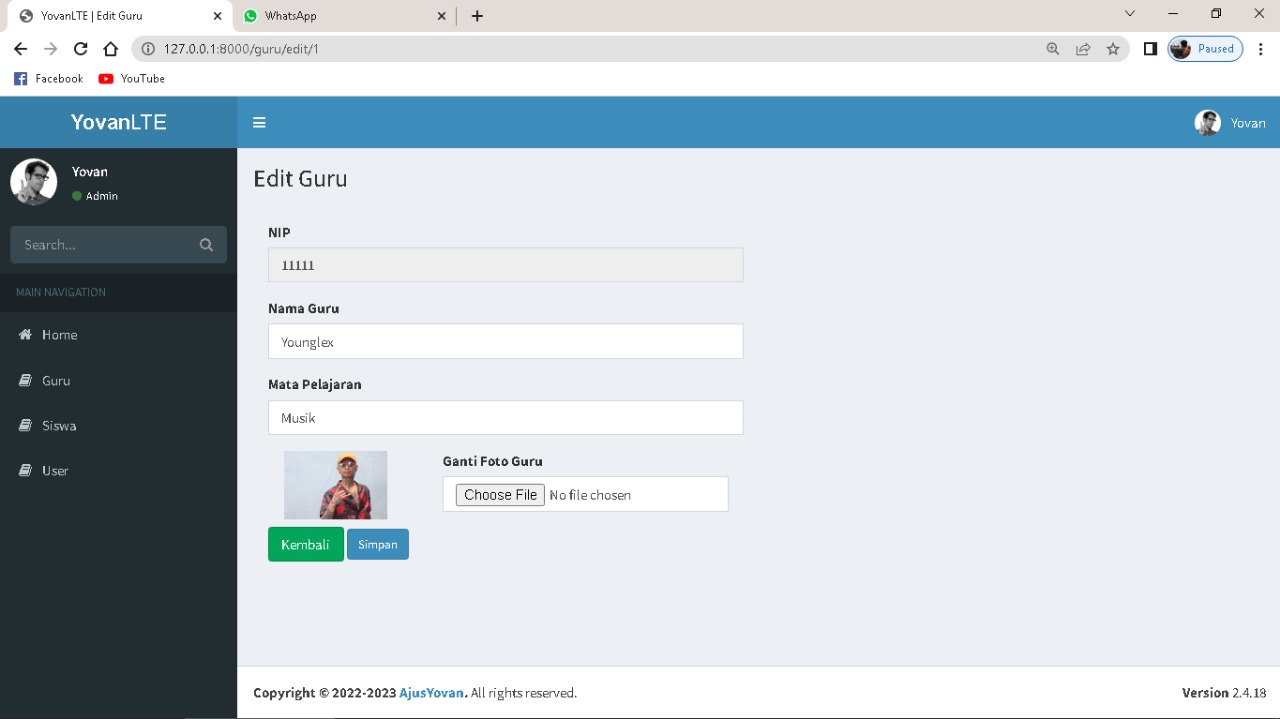 YovanLTE | Edit Guru
WhatsApp
127.0.0.1:8000/guru/edit/1
Paused
Facebook
YouTube
YovanLTE
Yovan
Yovan
Admin
Search...
MAIN NAVIGATION
Home
Guru
Siswa
User
Edit Guru
NIP
11111
Nama Guru
Younglex
Mata Pelajaran
Musik
Ganti Foto Guru
Choose File No file chosen
Kembali
Simpan
Copyright © 2022-2023 AjusYovan. All rights reserved.
Version 2.4.18